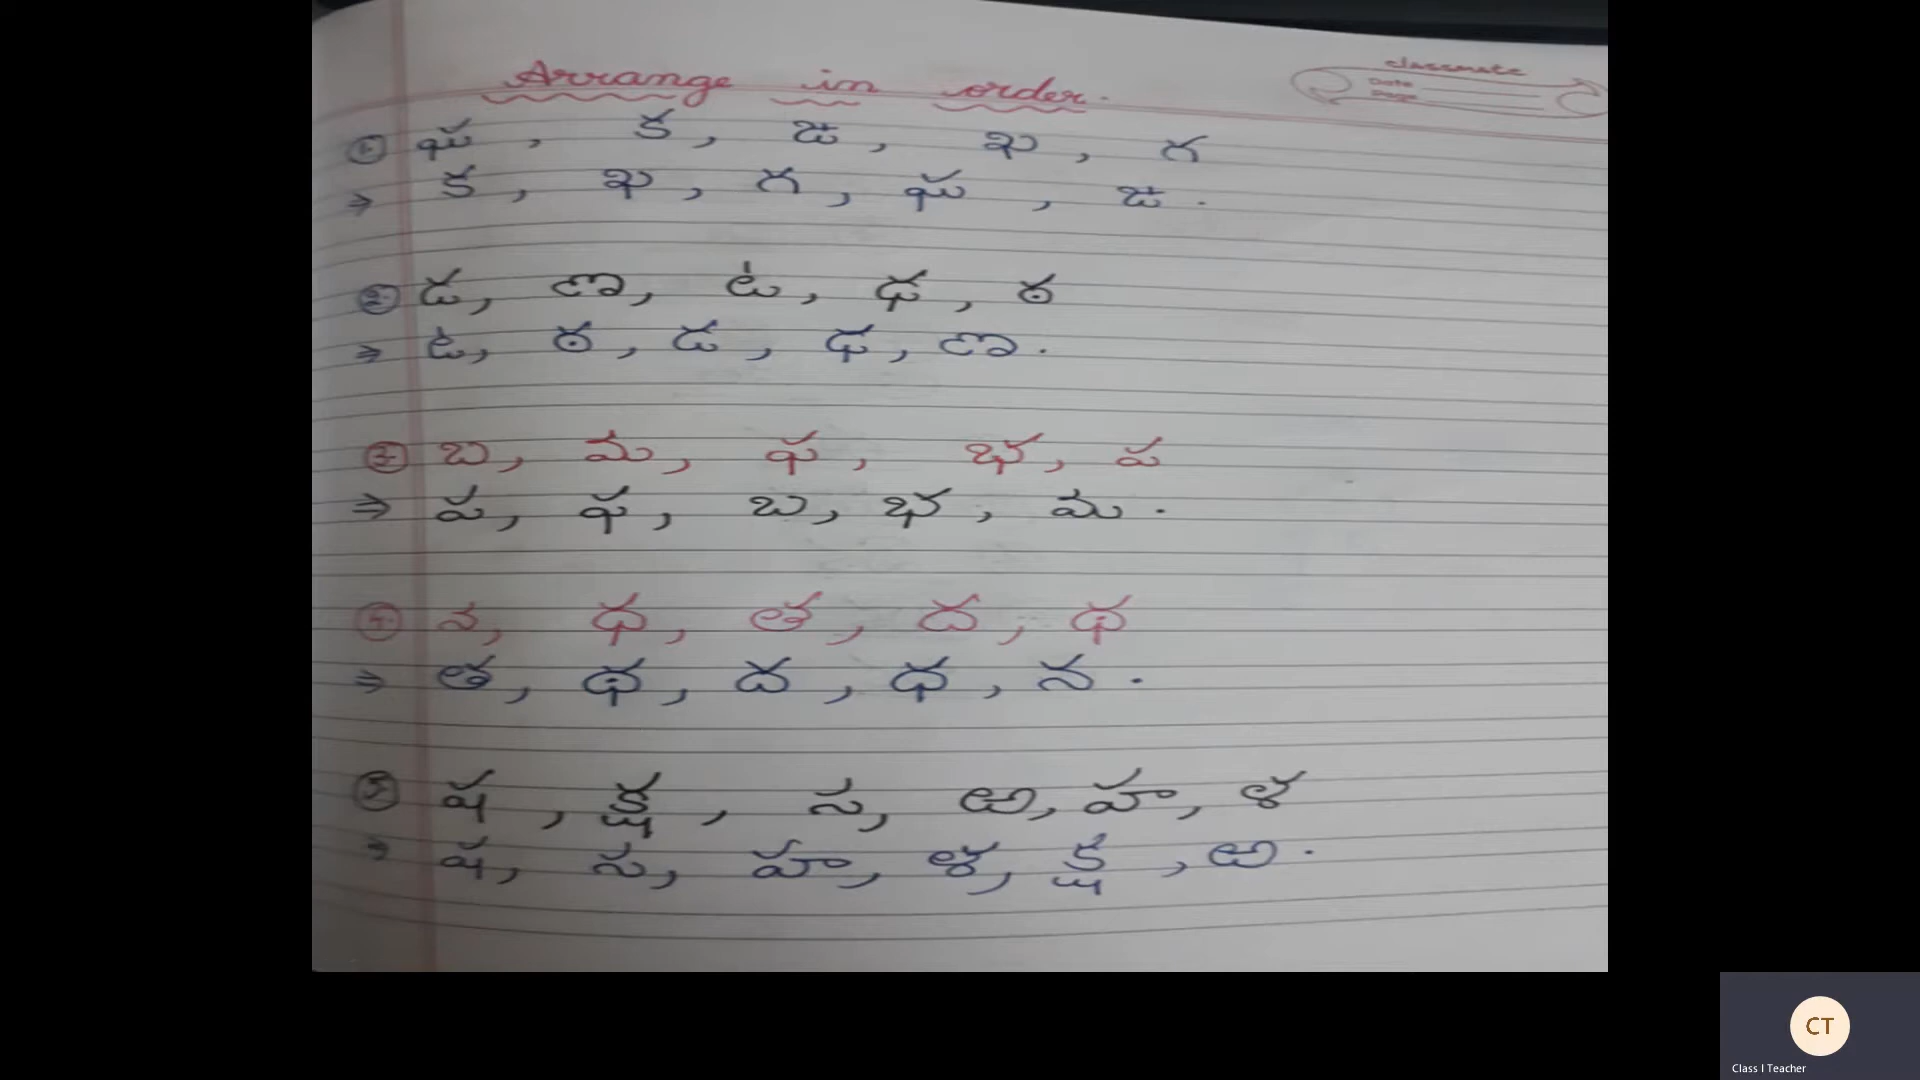 Arrange in order.
classmate
Date
Page
① ఘ, క, ఙ, ఖ, గ
⇒ క, ఖ, గ, ఘ, ఙ.
② డ, ణ, ట, ఢ, ఠ
⇒ ట, ఠ, డ, ఢ, ణ.
③ బ, మ, ఫ, భ, ప
⇒ ప, ఫ, బ, భ, మ.
④ న, ధ, త, ద, థ
⇒ త, థ, ద, ధ, న.
⑤ ష, క్ష, స, ఱ, హ, ళ
⇒ ష, స, హ, ళ, క్ష, ఱ.
CT
Class I Teacher